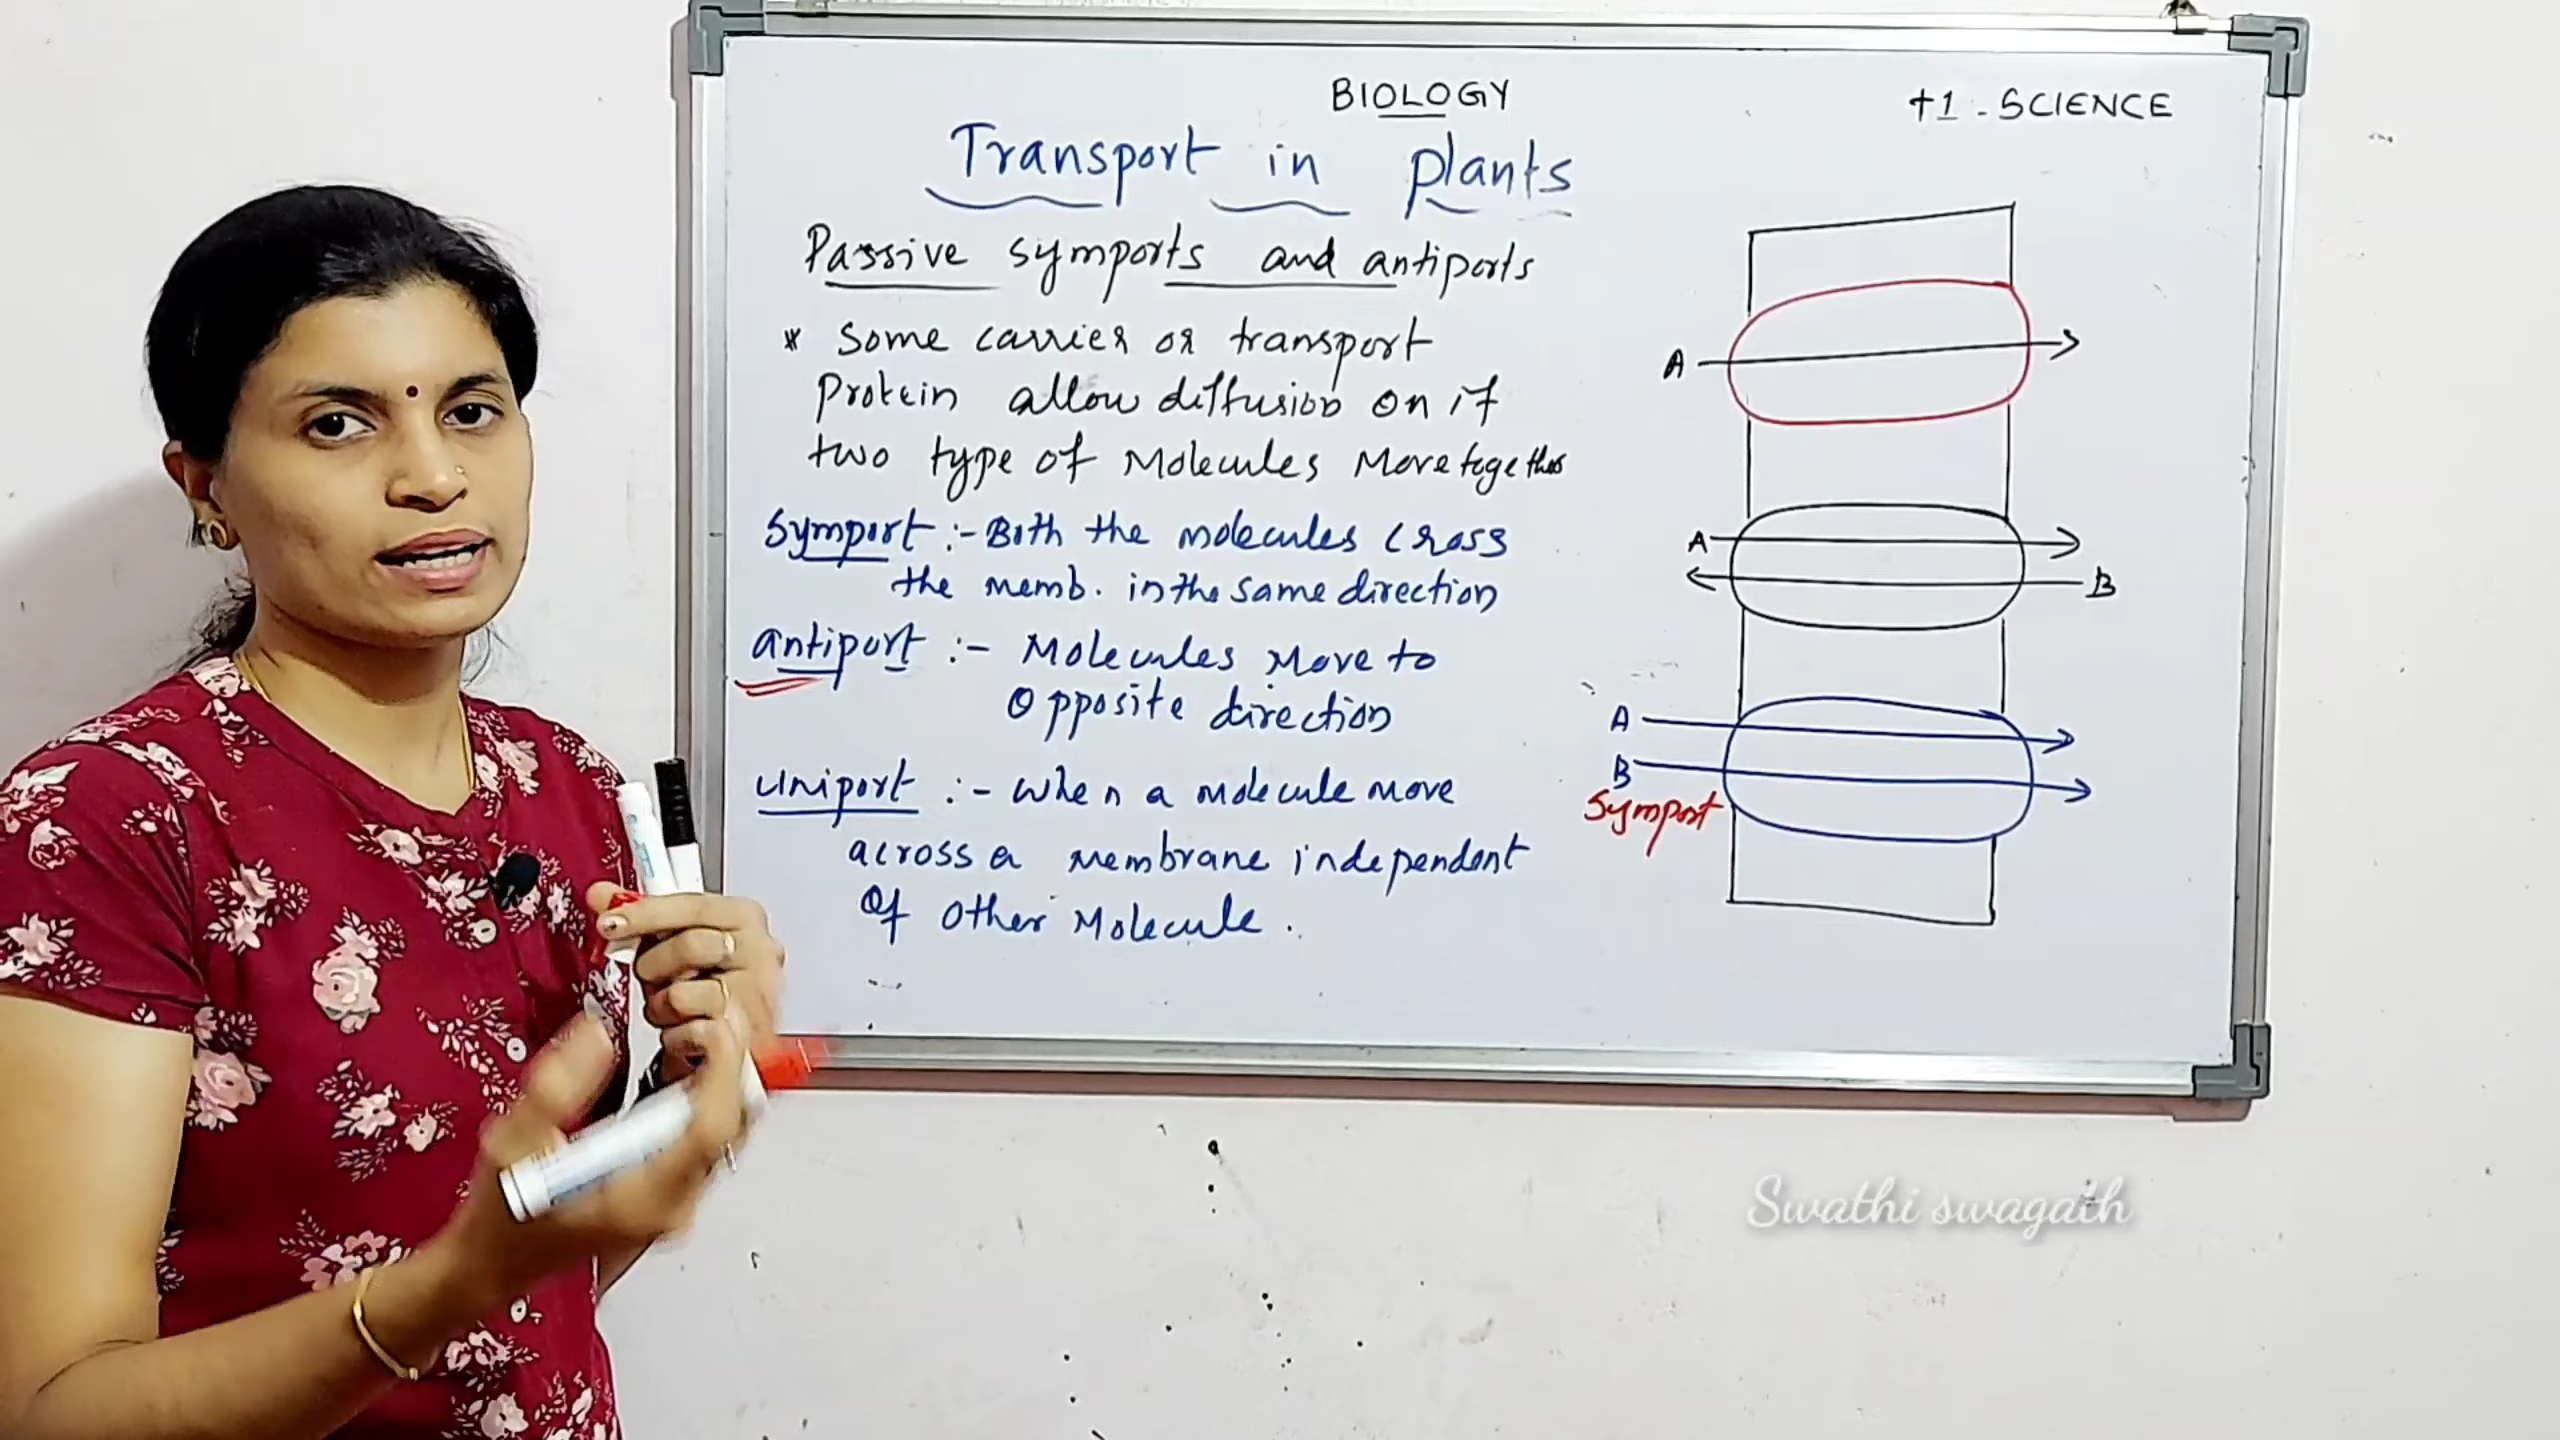 BIOLOGY
+1 - SCIENCE
Transport in plants
Passive symports and antiports
* Some carrier or transport
Protein allow diffusion on if
two type of Molecules Move together
Symport :- Both the molecules cross
the memb. in the same direction
antiport :- Molecules Move to
Opposite direction
Uniport :- When a molecule move
across a Membrane independent
Of Other Molecule .
A
A
B
A
B
Symport
Swathi swagath